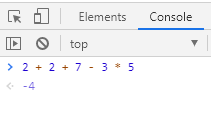 Elements Console
top
> 2 + 2 + 7 - 3 * 5
<· -4